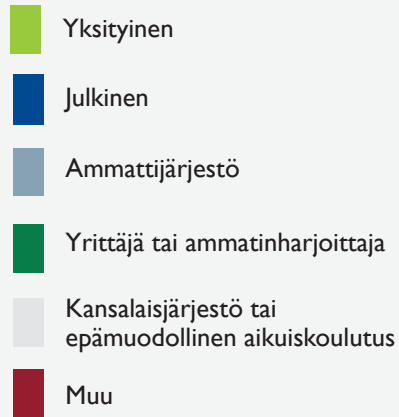 Yksityinen
Julkinen
Ammattijärjestö
Yrittäjä tai ammatinharjoittaja
Kansalaisjärjestö tai
epämuodollinen aikuiskoulutus
Muu